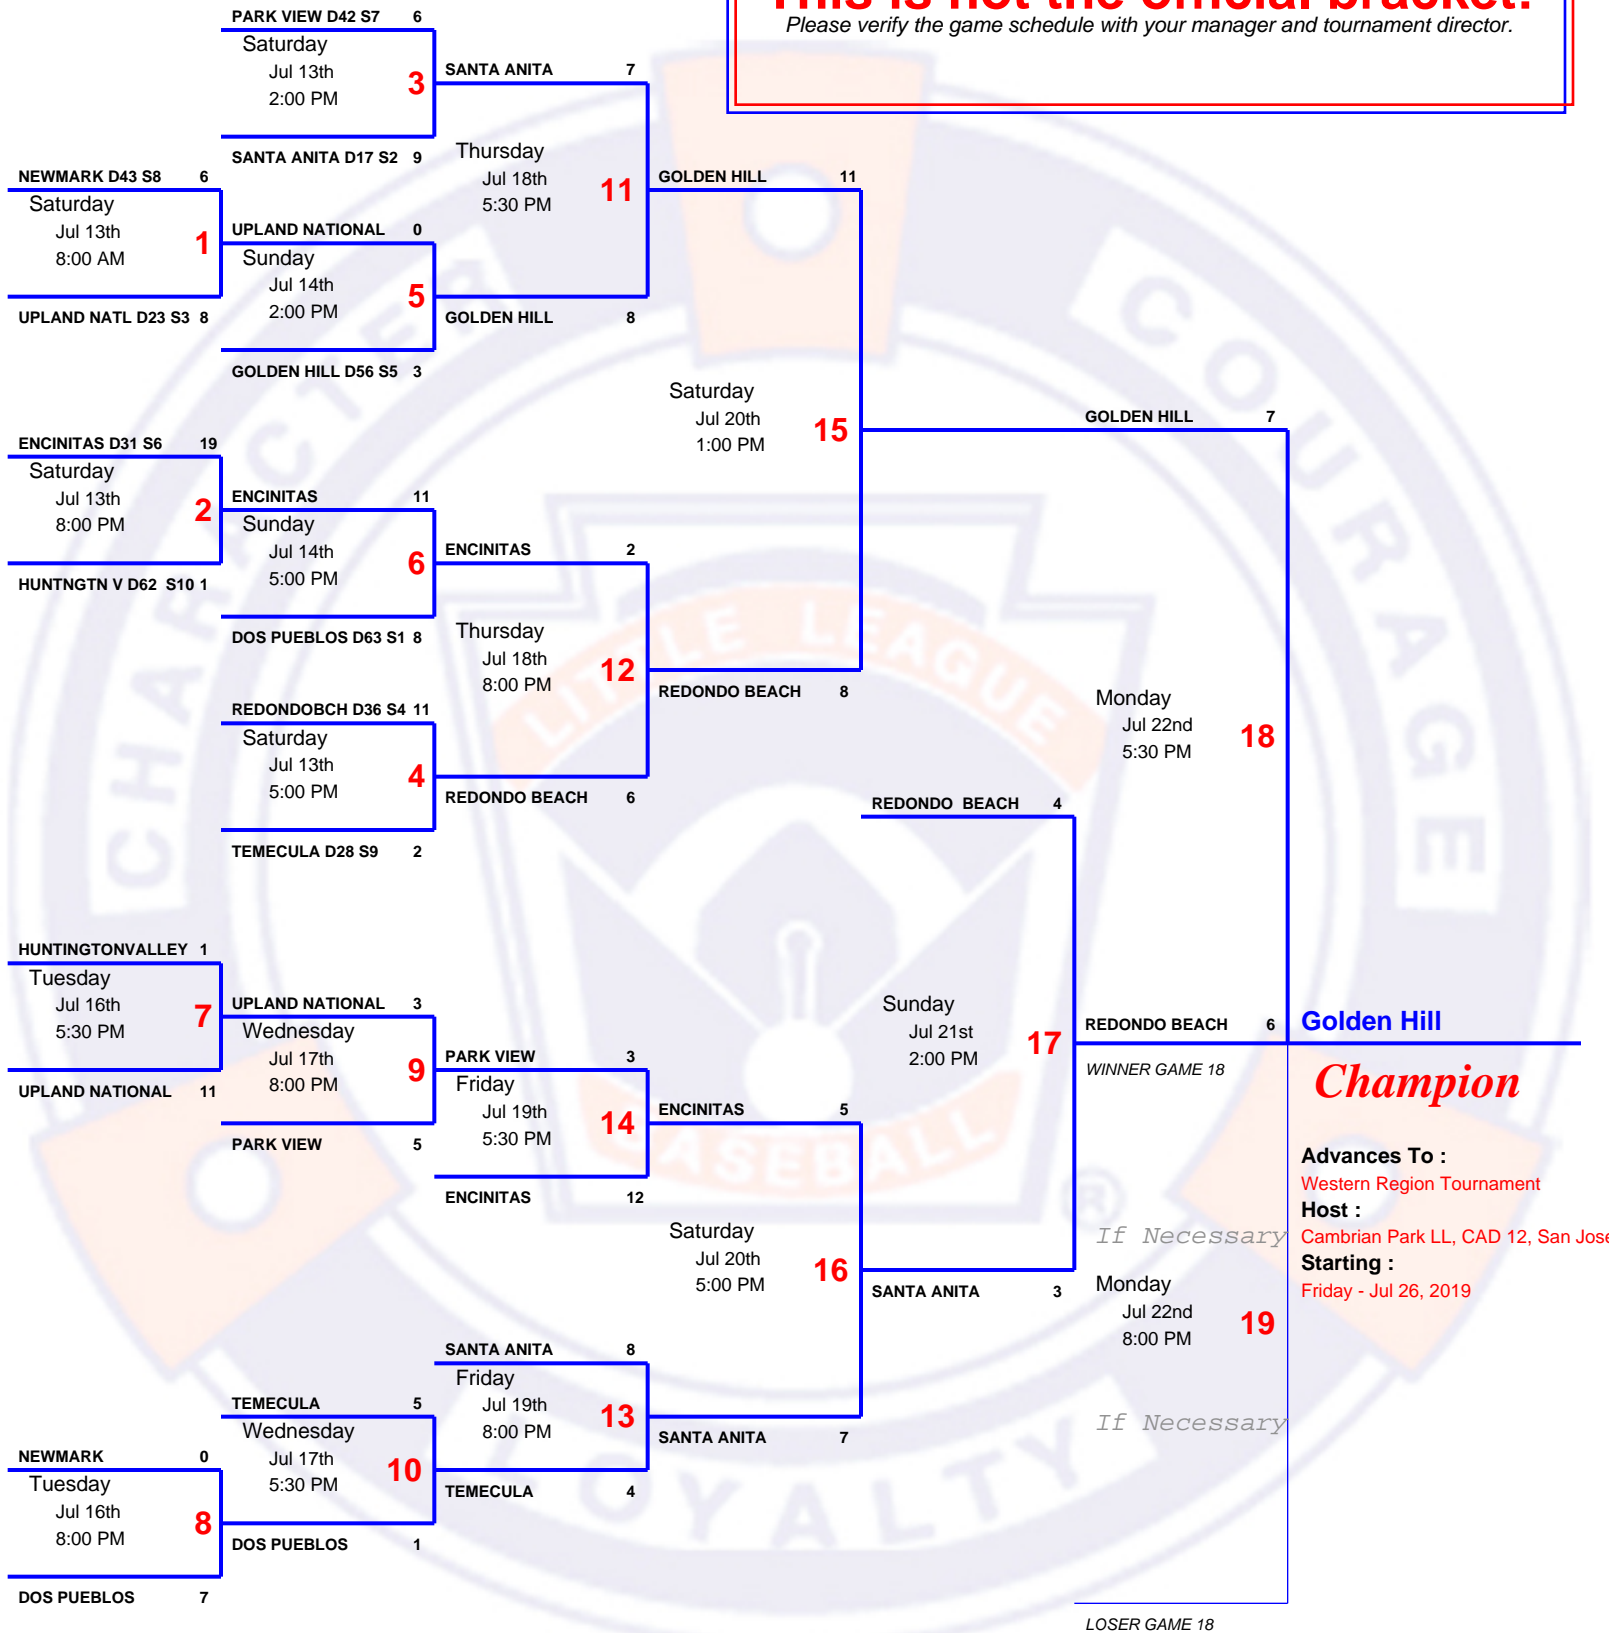 This is not the official bracket.
Please verify the game schedule with your manager and tournament director.
PARK VIEW D42 S7 6
Saturday
Jul 13th
2:00 PM
3
SANTA ANITA D17 S2 9
SANTA ANITA 7
Thursday
Jul 18th
5:30 PM
11
NEWMARK D43 S8 6
Saturday
Jul 13th
8:00 AM
1
UPLAND NATL D23 S3 8
UPLAND NATIONAL 0
Sunday
Jul 14th
2:00 PM
5
GOLDEN HILL D56 S5 3
GOLDEN HILL 8
GOLDEN HILL 11
Saturday
Jul 20th
1:00 PM
15
ENCINITAS D31 S6 19
Saturday
Jul 13th
8:00 PM
2
HUNTNGTN V D62 S10 1
ENCINITAS 11
Sunday
Jul 14th
5:00 PM
6
DOS PUEBLOS D63 S1 8
ENCINITAS 2
Thursday
Jul 18th
8:00 PM
12
REDONDO BEACH 8
REDONDOBCH D36 S4 11
Saturday
Jul 13th
5:00 PM
4
TEMECULA D28 S9 2
REDONDO BEACH 6
GOLDEN HILL 7
Monday
Jul 22nd
5:30 PM
18
REDONDO BEACH 4
Sunday
Jul 21st
2:00 PM
17
REDONDO BEACH 6
WINNER GAME 18
HUNTINGTONVALLEY 1
Tuesday
Jul 16th
5:30 PM
7
UPLAND NATIONAL 11
UPLAND NATIONAL 3
Wednesday
Jul 17th
8:00 PM
9
PARK VIEW 5
PARK VIEW 3
Friday
Jul 19th
5:30 PM
14
ENCINITAS 12
ENCINITAS 5
Saturday
Jul 20th
5:00 PM
16
SANTA ANITA 3
SANTA ANITA 8
Friday
Jul 19th
8:00 PM
13
SANTA ANITA 7
TEMECULA 5
Wednesday
Jul 17th
5:30 PM
10
TEMECULA 4
NEWMARK 0
Tuesday
Jul 16th
8:00 PM
8
DOS PUEBLOS 1
DOS PUEBLOS 7
If Necessary
Monday
Jul 22nd
8:00 PM
19
If Necessary
LOSER GAME 18
Golden Hill
Champion
Advances To :
Western Region Tournament
Host :
Cambrian Park LL, CAD 12, San Jose
Starting :
Friday - Jul 26, 2019
CHARACTER
COURAGE
LOYALTY
LITTLE LEAGUE
BASEBALL
®